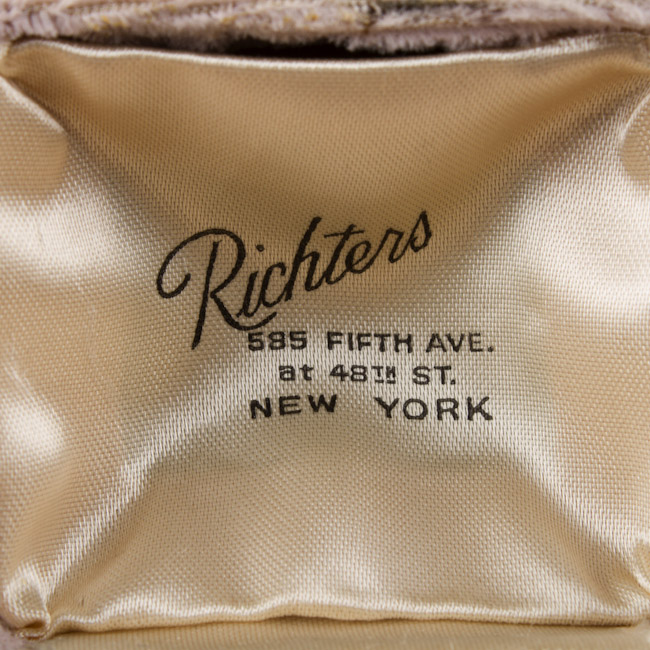 Richters
585 FIFTH AVE.
at 48TH ST.
NEW YORK